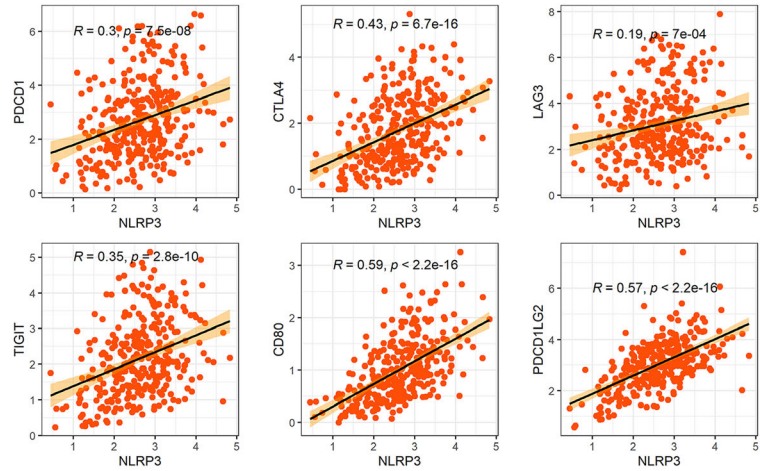 R = 0.3, p = 7.5e-08
PDCD1
6
4
2
0
1 2 3 4 5
NLRP3
R = 0.43, p = 6.7e-16
CTLA4
4
2
0
1 2 3 4 5
NLRP3
R = 0.19, p = 7e-04
LAG3
8
6
4
2
0
1 2 3 4 5
NLRP3
R = 0.35, p = 2.8e-10
TIGIT
5
4
3
2
1
0
1 2 3 4 5
NLRP3
R = 0.59, p < 2.2e-16
CD80
3
2
1
0
1 2 3 4 5
NLRP3
R = 0.57, p < 2.2e-16
PDCD1LG2
6
4
2
1 2 3 4 5
NLRP3